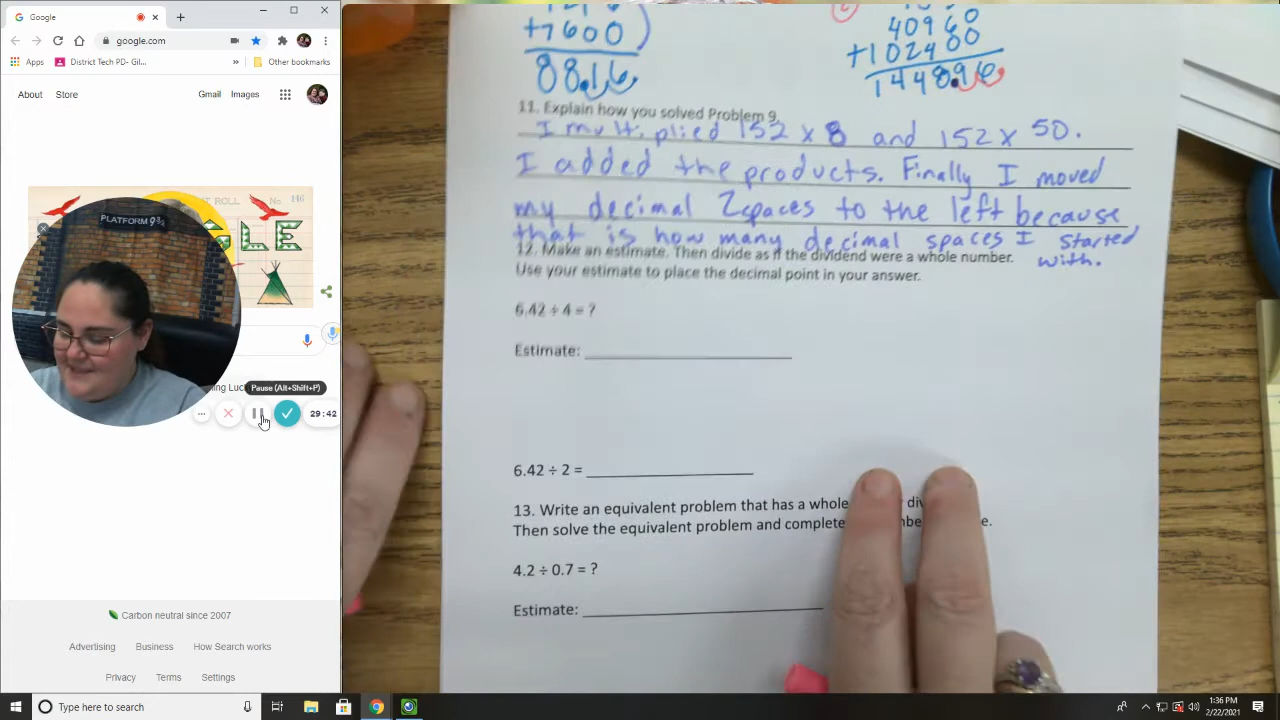 Google
google.com
Apps
District Tech PD- Gil...
»
Other bookmarks
About
Store
Gmail
Images
No. 146
PLATFORM 9¾
Pause (Alt+Shift+P)
29:42
Carbon neutral since 2007
Advertising
Business
How Search works
Privacy
Terms
Settings
+7600
88.16
40960
+102400
1448.96
11. Explain how you solved Problem 9.
I multiplied 152 x 8 and 152 x 50.
I added the products. Finally I moved
my decimal 2 spaces to the left because
that is how many decimal spaces I started
with.
12. Make an estimate. Then divide as if the dividend were a whole number.
Use your estimate to place the decimal point in your answer.
6.42 ÷ 4 = ?
Estimate:
6.42 ÷ 2 =
13. Write an equivalent problem that has a whole
Then solve the equivalent problem and complete
4.2 ÷ 0.7 = ?
Estimate:
Type here to search
1:36 PM
2/22/2021